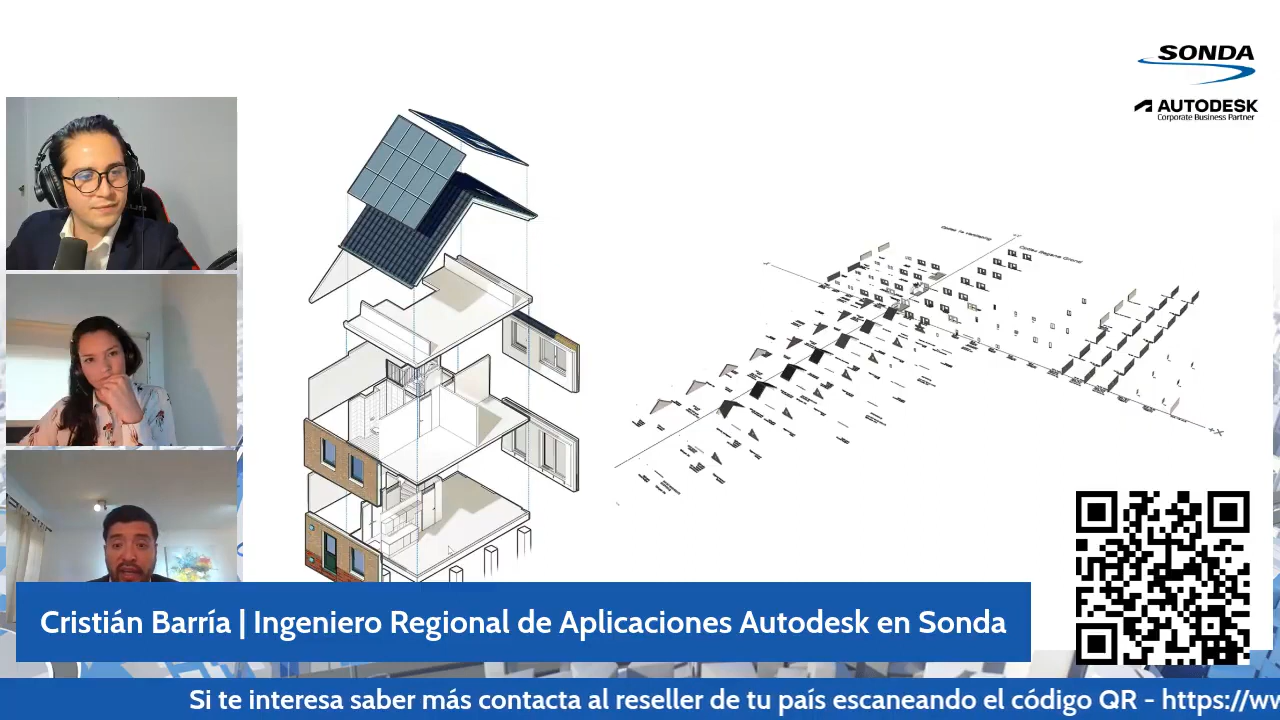 SONDA
AUTODESK
Corporate Business Partner
+X
Cristián Barría | Ingeniero Regional de Aplicaciones Autodesk en Sonda
Si te interesa saber más contacta al reseller de tu país escaneando el código QR - https://ww